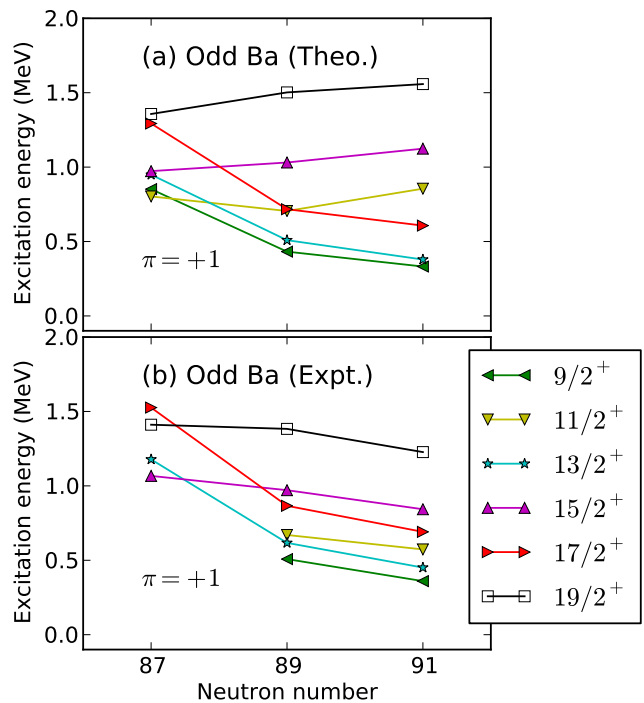 2.0
(a) Odd Ba (Theo.)
1.5
1.0
0.5
0.0
Excitation energy (MeV)
π = +1
2.0
(b) Odd Ba (Expt.)
1.5
1.0
0.5
0.0
Excitation energy (MeV)
π = +1
87 89 91
Neutron number
9/2⁺
11/2⁺
13/2⁺
15/2⁺
17/2⁺
19/2⁺